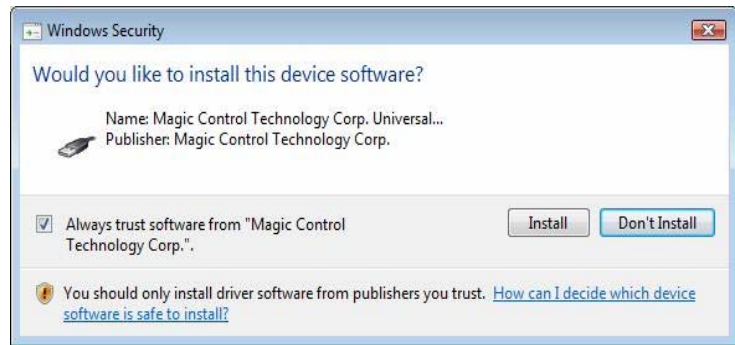 Windows Security
Would you like to install this device software?
Name: Magic Control Technology Corp. Universal...
Publisher: Magic Control Technology Corp.
Always trust software from "Magic Control
Technology Corp.".
Install
Don't Install
You should only install driver software from publishers you trust. How can I decide which device
software is safe to install?